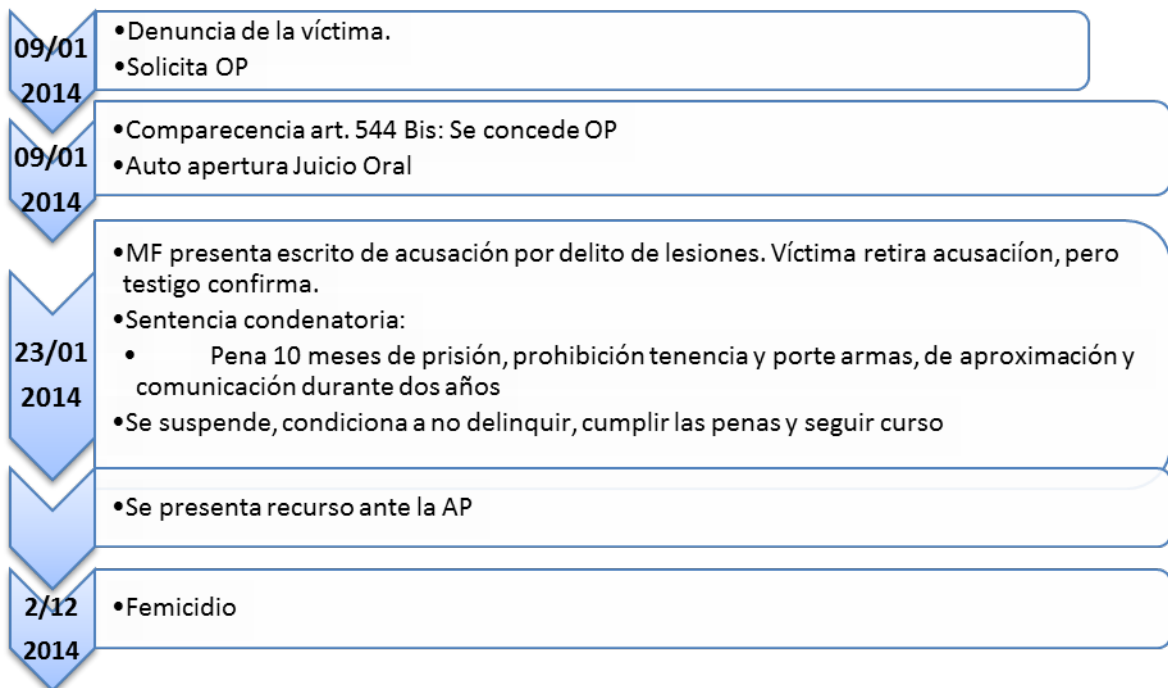 09/01
2014
•Denuncia de la víctima.
•Solicita OP
09/01
2014
•Comparecencia art. 544 Bis: Se concede OP
•Auto apertura Juicio Oral
23/01
2014
•MF presenta escrito de acusación por delito de lesiones. Víctima retira acusaciíon, pero
testigo confirma.
•Sentencia condenatoria:
• Pena 10 meses de prisión, prohibición tenencia y porte armas, de aproximación y
comunicación durante dos años
•Se suspende, condiciona a no delinquir, cumplir las penas y seguir curso
•Se presenta recurso ante la AP
2/12
2014
•Femicidio